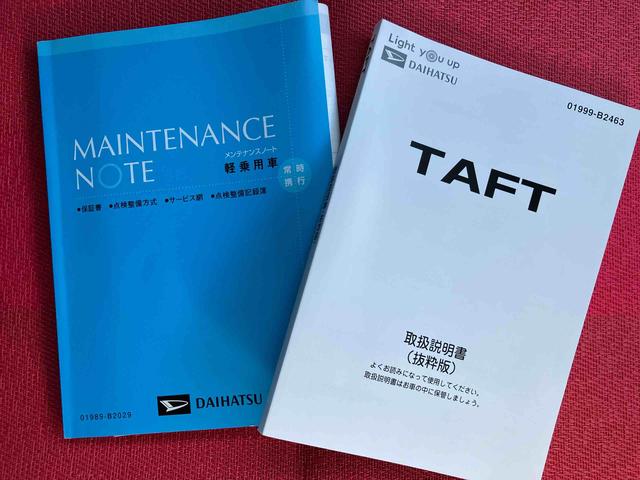 MAINTENANCE
NOTE
メンテナンスノート
軽乗用車
常時
携行
●保証書 ●点検整備方式 ●サービス網 ●点検整備記録簿
DAIHATSU
01989-B2029
Light you up
DAIHATSU
01999-B2463
TAFT
取扱説明書
（抜粋版）
よくお読みになって使用してください。
取扱説明書はお車の中に保管しましょう。